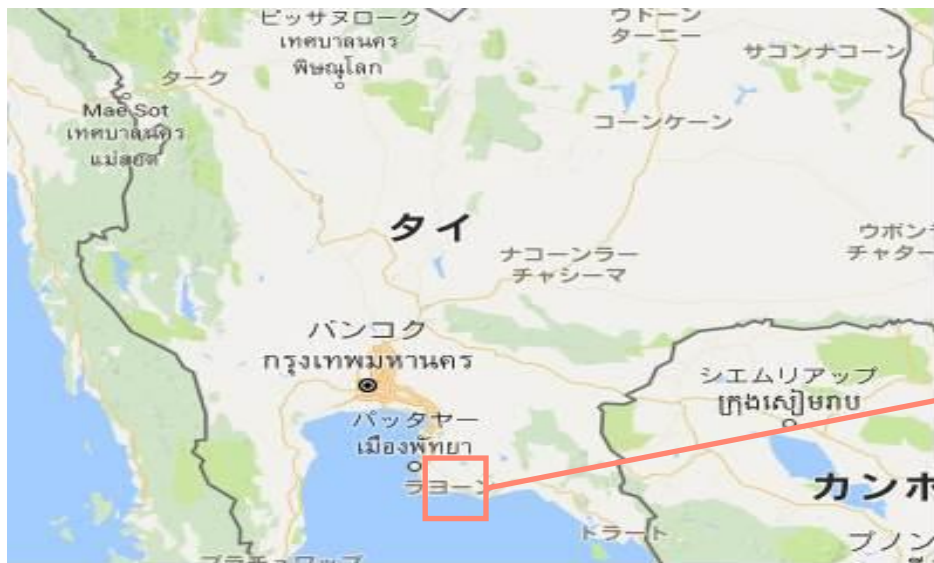 ピッサヌローク
เทศบาลนคร
พิษณุโลก
ウドーン
ターニー
サコンナコーン
ターク
Mae Sot
เทศบาลนคร
แม่สอด
コーンケーン
タイ
ナコーンラー
チャシーマ
ウボン
チャター
バンコク
กรุงเทพมหานคร
シエムリアップ
ក្រុងសៀមរាប
パッタヤー
เมืองพัทยา
ラヨーン
カンボ
トラート
プノン
プラチュワップ